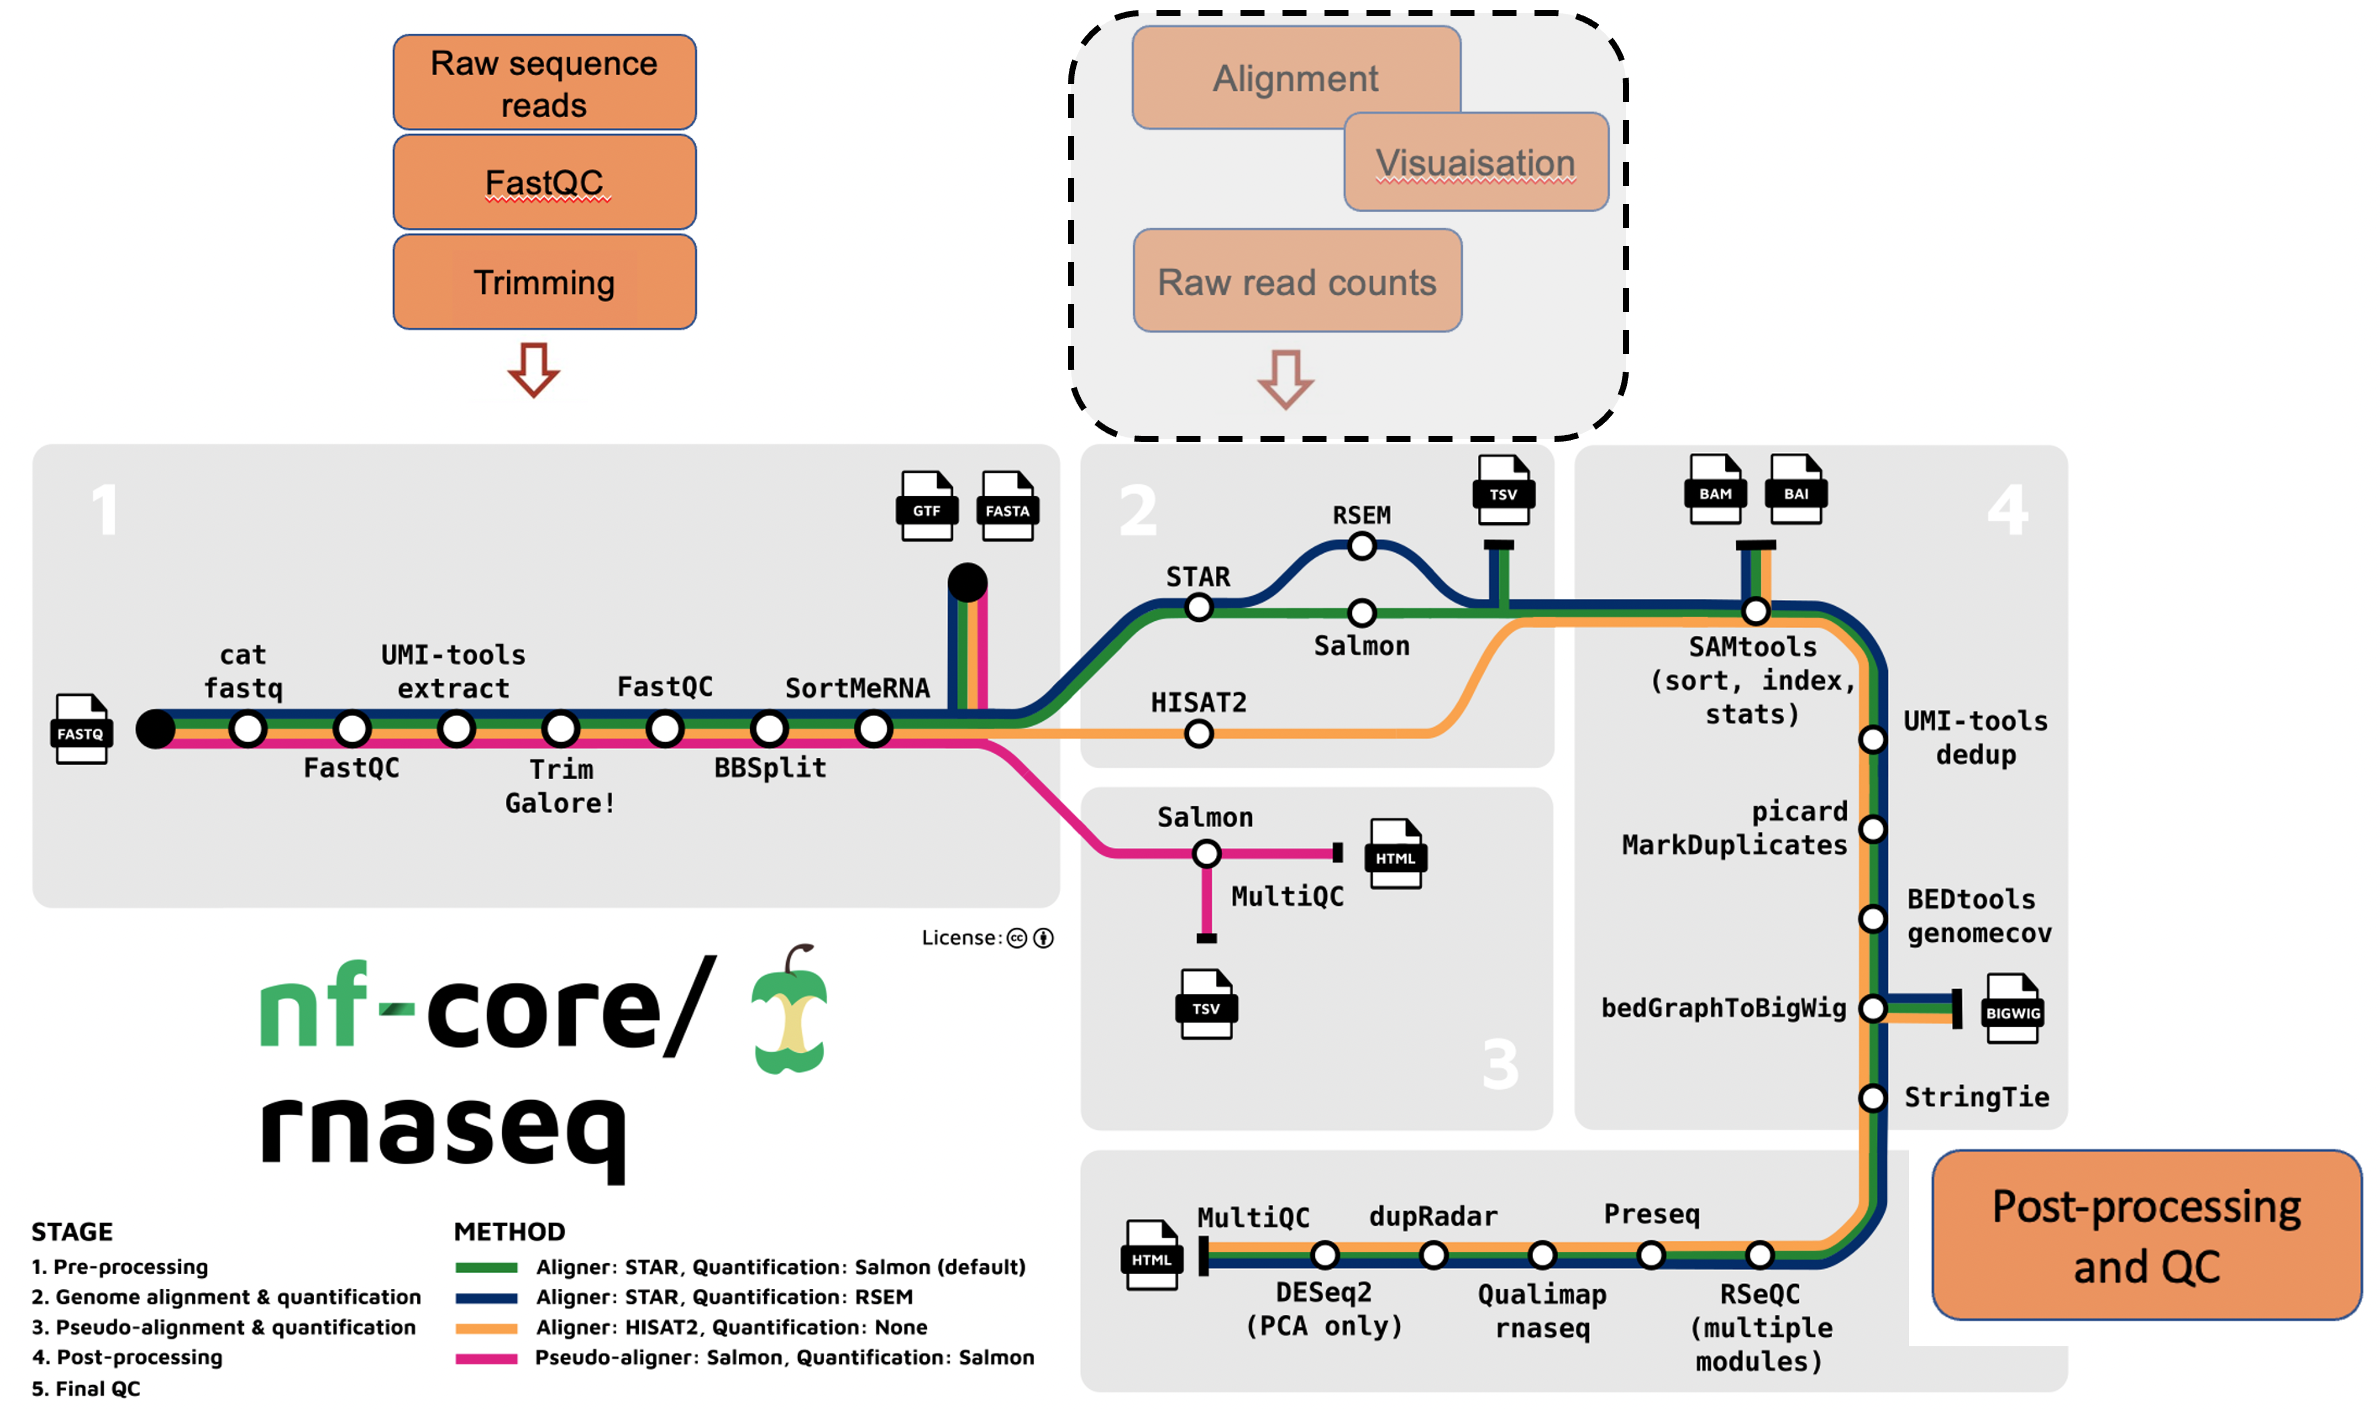 Raw sequence
reads
FastQC
Trimming
Alignment
Visuaisation
Raw read counts
1
GTF
FASTA
FASTQ
cat
fastq
FastQC
UMI-tools
extract
Trim
Galore!
FastQC
BBSplit
SortMeRNA
2
STAR
RSEM
Salmon
HISAT2
TSV
Salmon
MultiQC
HTML
TSV
3
4
BAM
BAI
SAMtools
(sort, index,
stats)
UMI-tools
dedup
picard
MarkDuplicates
BEDtools
genomecov
bedGraphToBigWig
BIGWIG
StringTie
Post-processing
and QC
RSeQC
(multiple
modules)
Preseq
Qualimap
rnaseq
dupRadar
DESeq2
(PCA only)
MultiQC
HTML
License: cc
nf-core/
rnaseq
STAGE
1. Pre-processing
2. Genome alignment & quantification
3. Pseudo-alignment & quantification
4. Post-processing
5. Final QC
METHOD
Aligner: STAR, Quantification: Salmon (default)
Aligner: STAR, Quantification: RSEM
Aligner: HISAT2, Quantification: None
Pseudo-aligner: Salmon, Quantification: Salmon